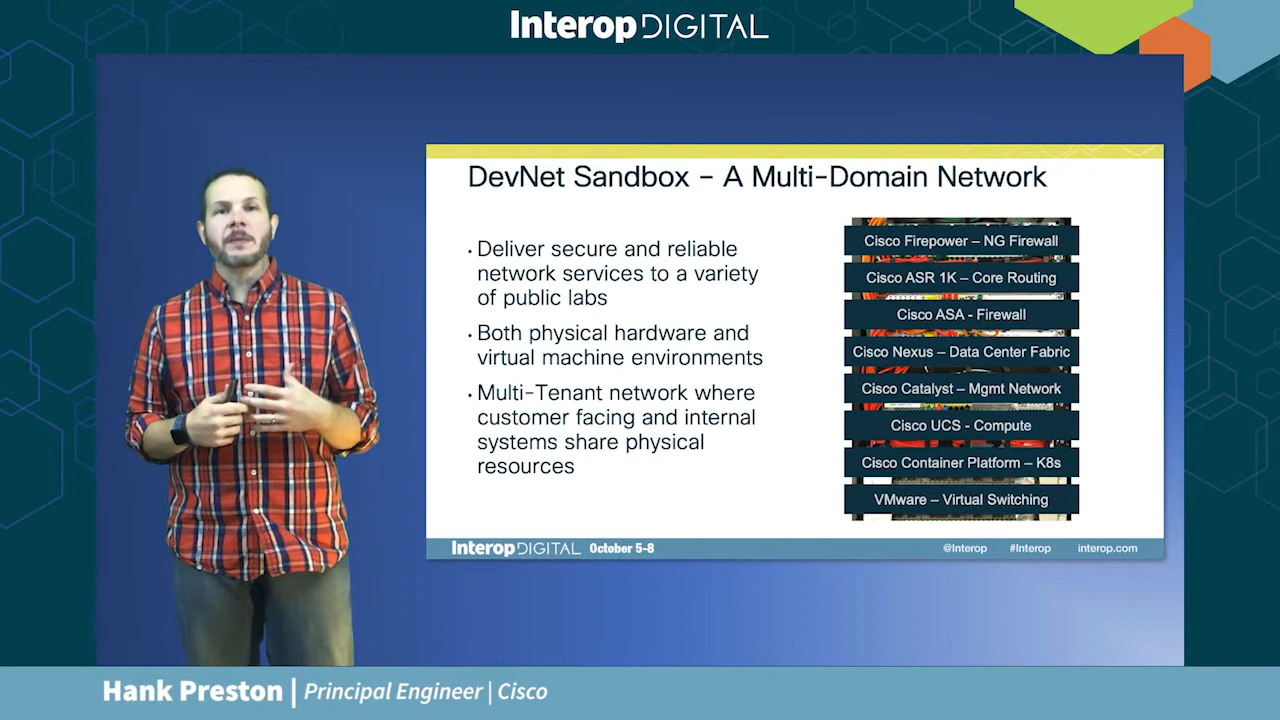 Interop DIGITAL
DevNet Sandbox – A Multi-Domain Network
• Deliver secure and reliable
network services to a variety
of public labs
• Both physical hardware and
virtual machine environments
• Multi-Tenant network where
customer facing and internal
systems share physical
resources
Cisco Firepower – NG Firewall
Cisco ASR 1K – Core Routing
Cisco ASA - Firewall
Cisco Nexus – Data Center Fabric
Cisco Catalyst – Mgmt Network
Cisco UCS - Compute
Cisco Container Platform – K8s
VMware – Virtual Switching
Interop DIGITAL October 5-8
@Interop #Interop interop.com
Hank Preston | Principal Engineer | Cisco